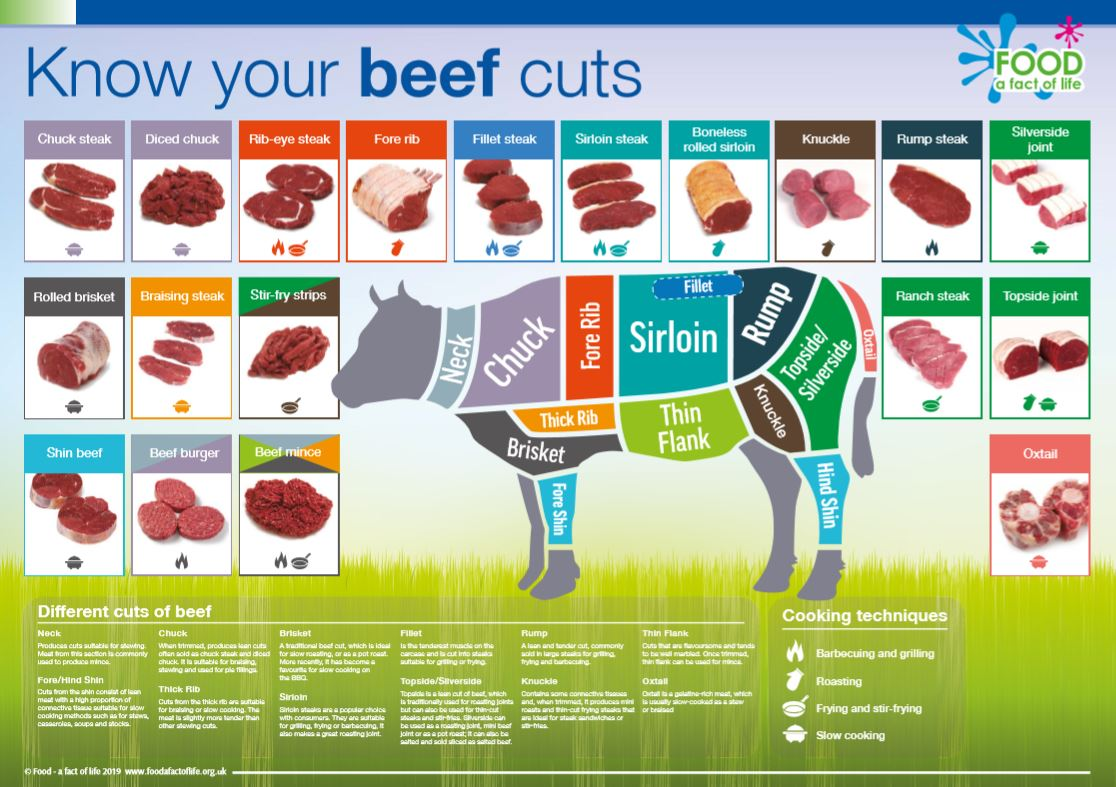 Know your beef cuts
FOOD
a fact of life
Chuck steak
Diced chuck
Rib-eye steak
Fore rib
Fillet steak
Sirloin steak
Boneless
rolled sirloin
Knuckle
Rump steak
Silverside
joint
Rolled brisket
Braising steak
Stir-fry strips
Ranch steak
Topside joint
Shin beef
Beef burger
Beef mince
Oxtail
Neck
Chuck
Fore Rib
Sirloin
Fillet
Rump
Topside/
Silverside
Oxtail
Thick Rib
Thin
Flank
Knuckle
Brisket
Fore Shin
Hind Shin
Different cuts of beef
Neck
Produces cuts suitable for stewing.
Meat from this section is commonly
used to produce mince.
Fore/Hind Shin
Cuts from the shin consist of lean
meat with a high proportion of
connective tissue suitable for slow
cooking methods such as for stews,
casseroles, soups and stocks.
Chuck
When trimmed, produces lean cuts
often sold as chuck steak and diced
chuck. It is suitable for braising,
stewing and used for pie fillings.
Thick Rib
Cuts from the thick rib are suitable
for braising or slow cooking. The
meat is slightly more tender than
other stewing cuts.
Brisket
A traditional beef cut, which is ideal
for slow roasting, or as a pot roast.
More recently, it has become a
favourite for slow cooking on
the BBQ.
Sirloin
Sirloin steaks are a popular choice
with consumers. They are suitable
for grilling, frying or barbecuing, it
also makes a great roasting joint.
Fillet
Is the tenderest muscle on the
carcase and is cut into steaks
suitable for grilling or frying.
Topside/Silverside
Topside is a lean cut of beef, which
is traditionally used for roasting joints
but can also be used for thin-cut
steaks and stir-fries. Silverside can
be used as a roasting joint, mini beef
joint or as a pot roast; it can also be
salted and sold sliced as salted beef.
Rump
A lean and tender cut, commonly
sold in large steaks for grilling,
frying and barbecuing.
Knuckle
Contains some connective tissues
and, when trimmed, it produces mini
roasts and thin-cut frying steaks that
are ideal for steak sandwiches or
stir-fries.
Thin Flank
Cuts that are flavoursome and tends
to be well marbled. Once trimmed,
thin flank can be used for mince.
Oxtail
Oxtail is a gelatine-rich meat, which
is usually slow-cooked as a stew
or braised
Cooking techniques
Barbecuing and grilling
Roasting
Frying and stir-frying
Slow cooking
© Food - a fact of life 2019 www.foodafactoflife.org.uk